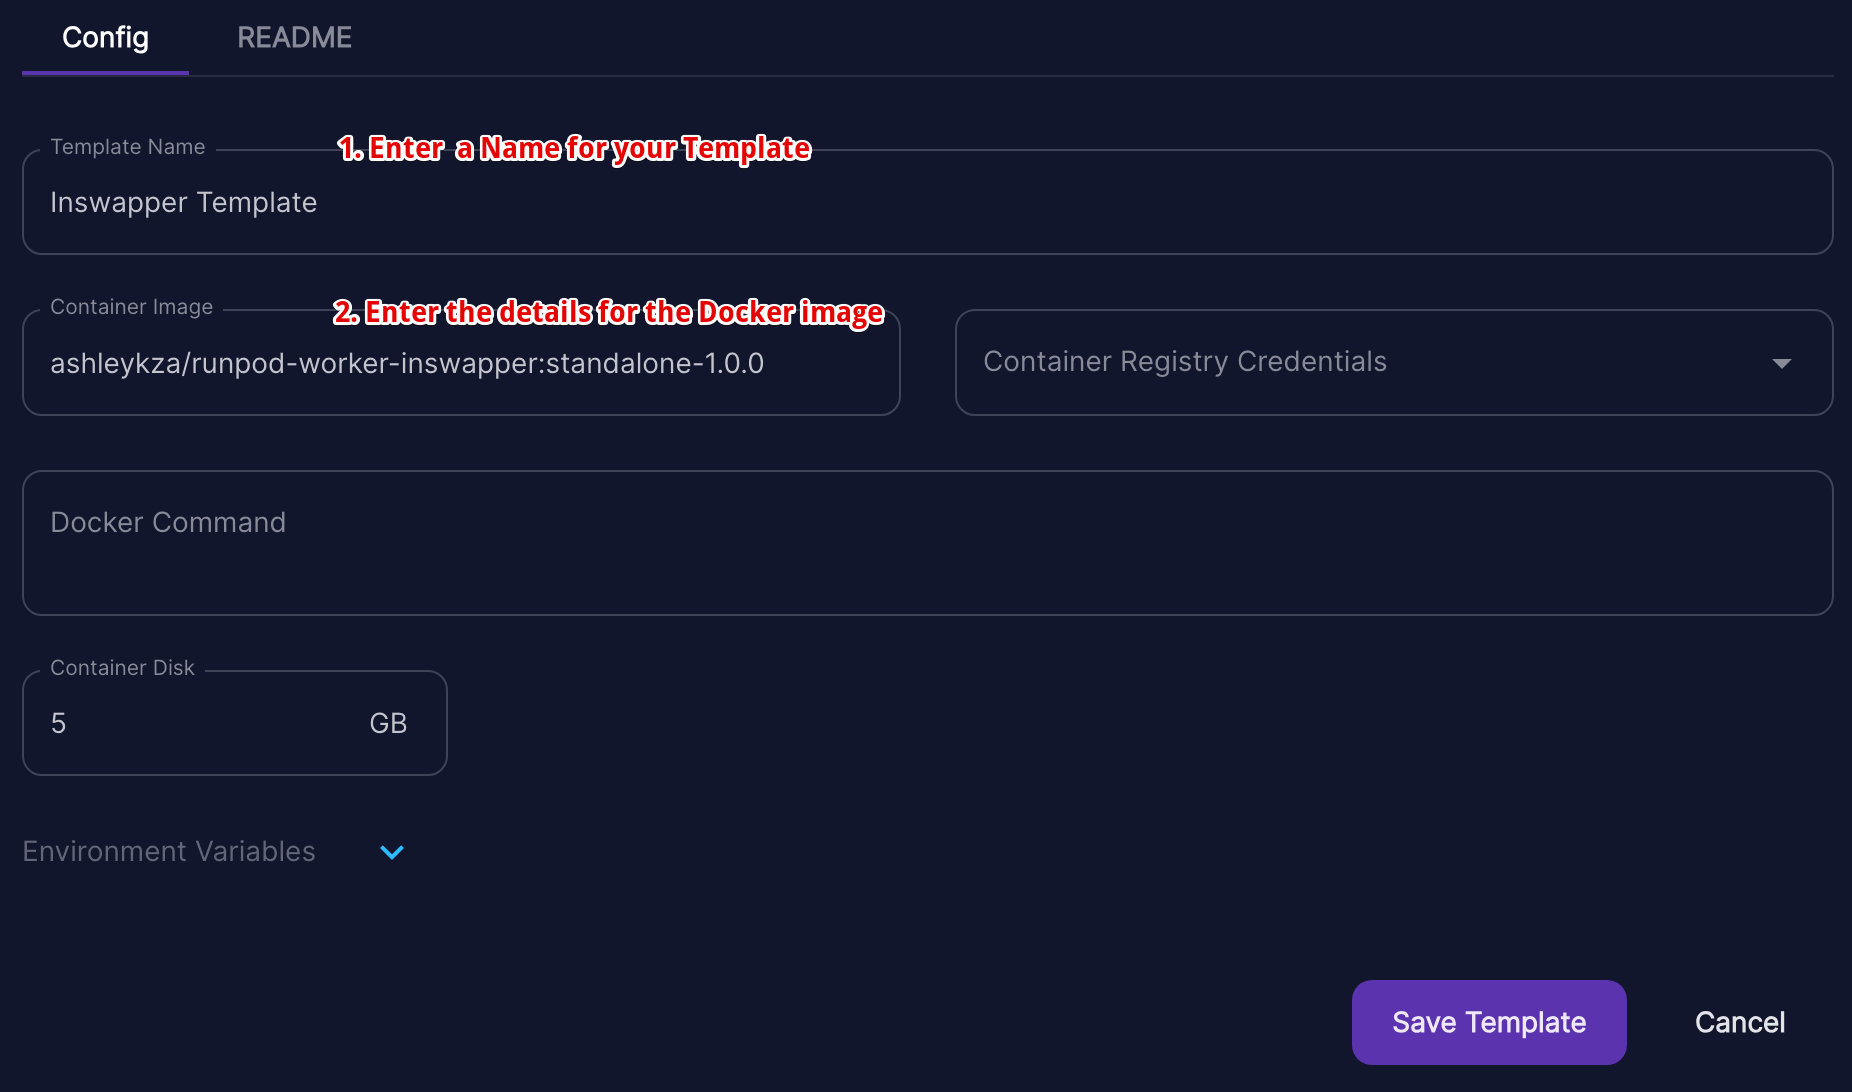 Config README
Template Name
1. Enter a Name for your Template
Inswapper Template
Container Image
2. Enter the details for the Docker image
ashleykza/runpod-worker-inswapper:standalone-1.0.0
Container Registry Credentials
Docker Command
Container Disk
5 GB
Environment Variables
Save Template Cancel